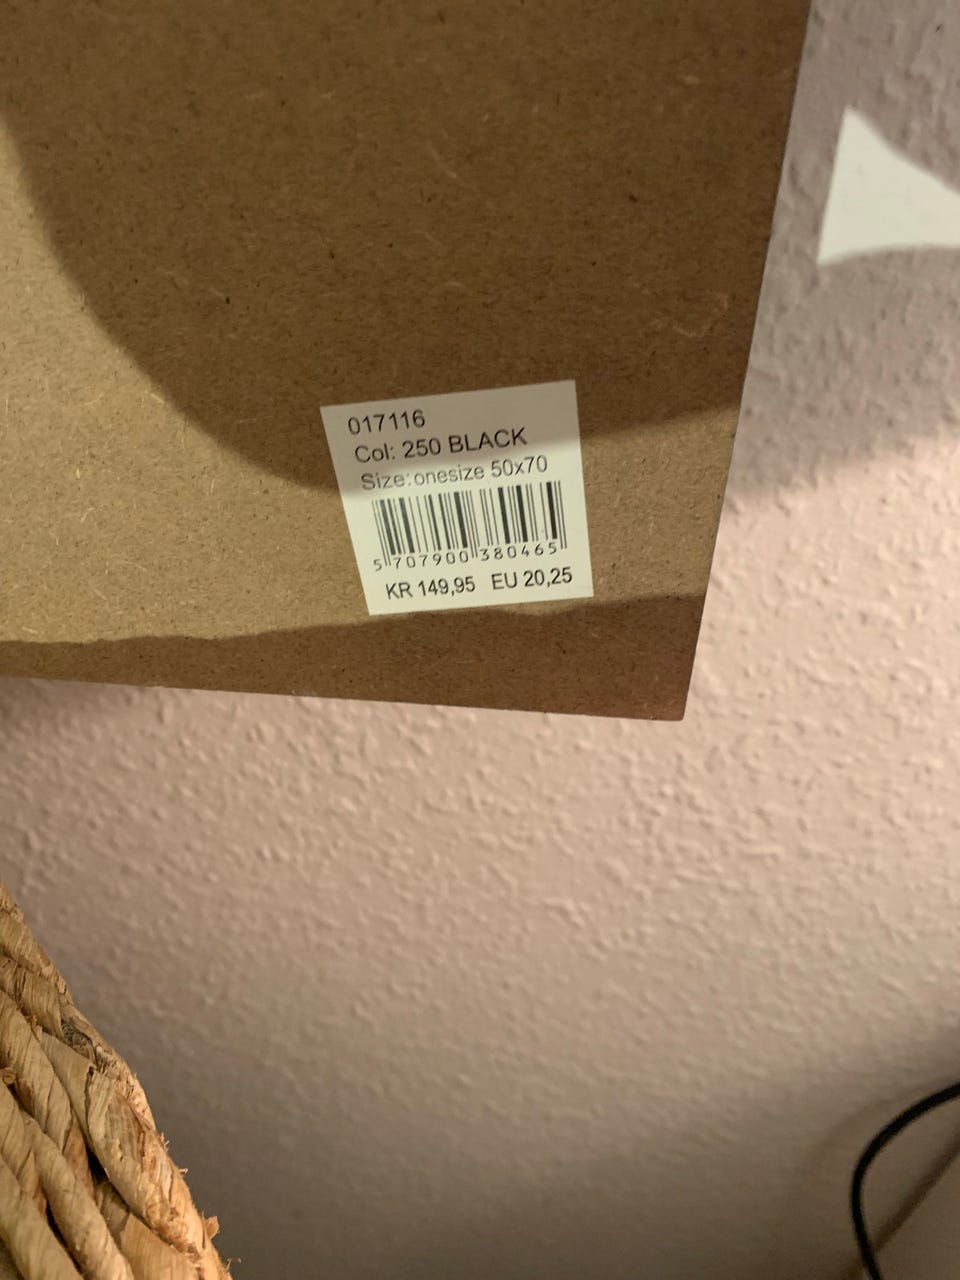 017116
Col: 250 BLACK
Size: onesize 50x70
5 707900 380465
KR 149,95 EU 20,25